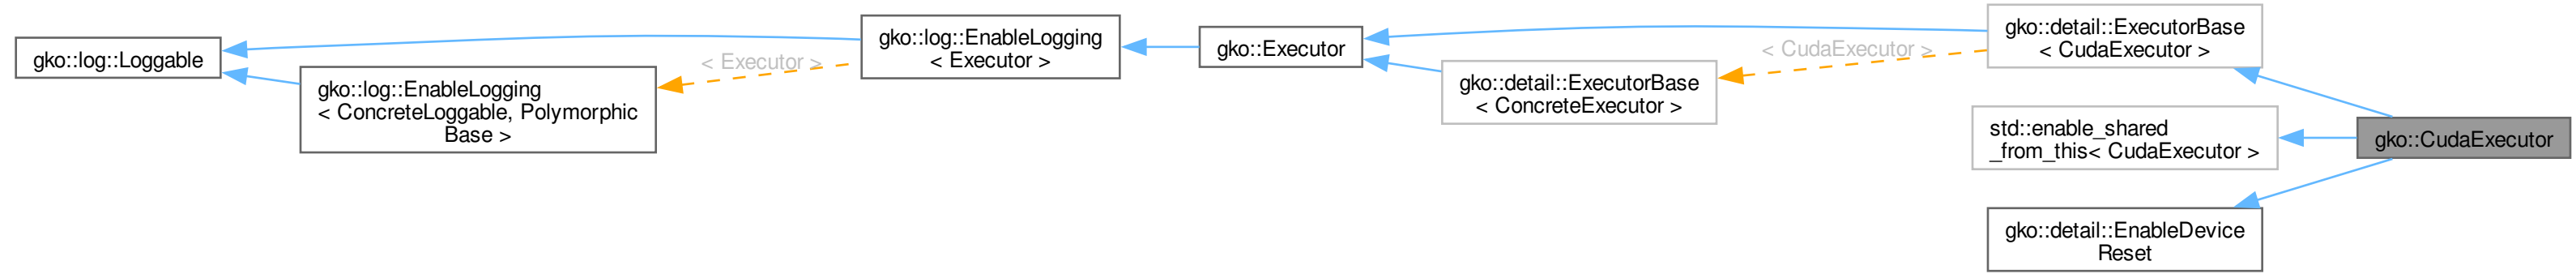 gko::log::Loggable
gko::log::EnableLogging
< ConcreteLoggable, Polymorphic
Base >
< Executor >
gko::log::EnableLogging
< Executor >
gko::Executor
gko::detail::ExecutorBase
< ConcreteExecutor >
< CudaExecutor >
gko::detail::ExecutorBase
< CudaExecutor >
std::enable_shared
_from_this< CudaExecutor >
gko::detail::EnableDevice
Reset
gko::CudaExecutor